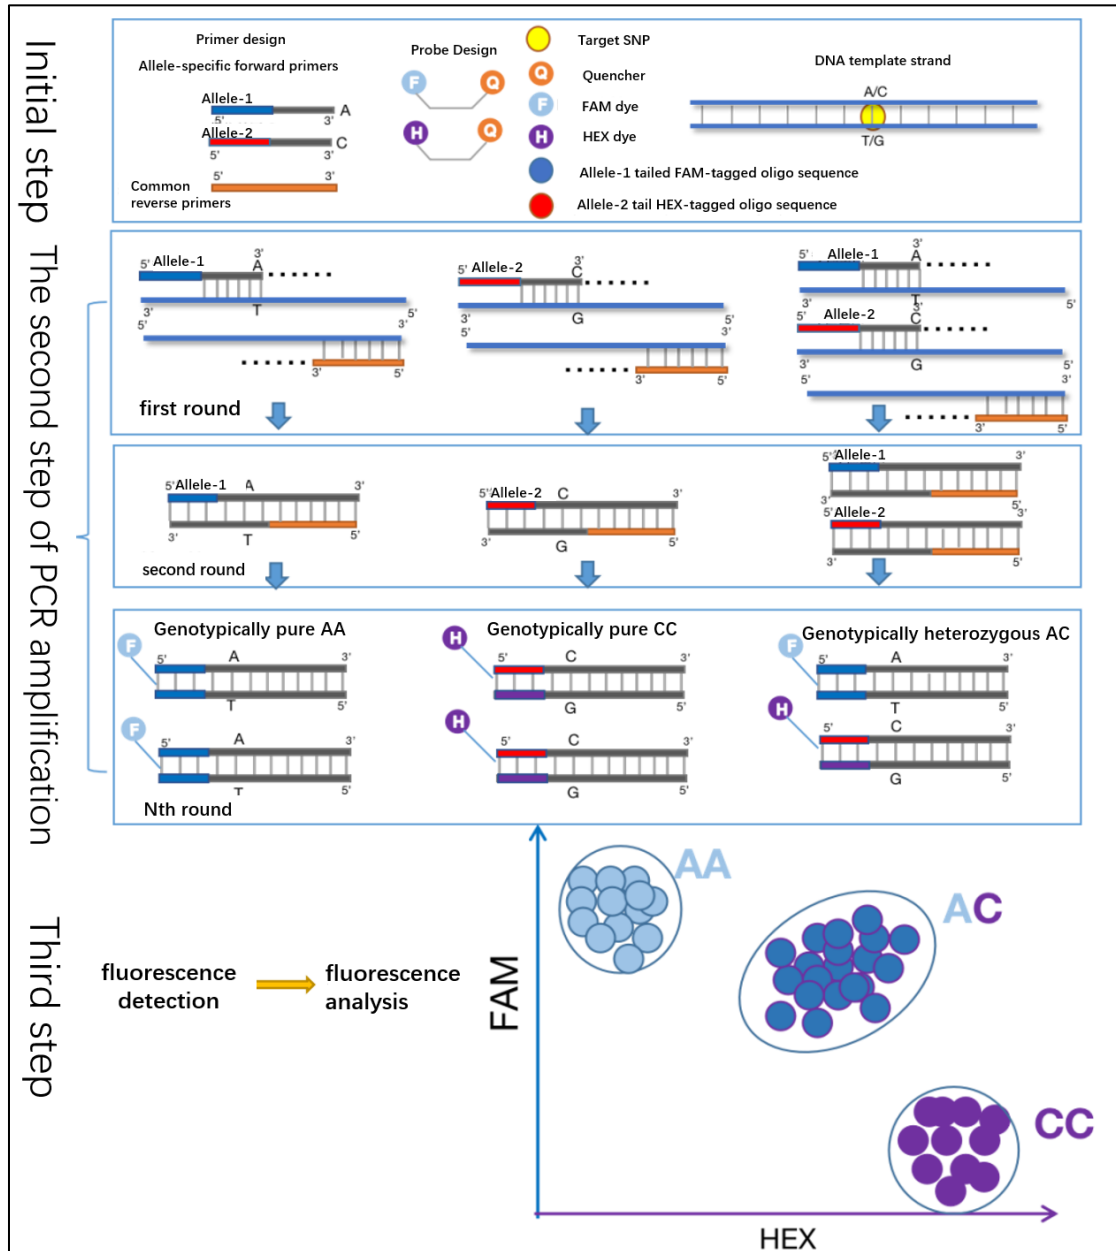 Initial step
Primer design
Allele-specific forward primers
Allele-1
A
5'
3'
Allele-2
C
5'
3'
5'
3'
Common
reverse primers
Probe Design
F
Q
H
Q
Target SNP
Q
Quencher
F
FAM dye
H
HEX dye
Allele-1 tailed FAM-tagged oligo sequence
Allele-2 tail HEX-tagged oligo sequence
DNA template strand
A/C
T/G
The second step of PCR amplification
5'
Allele-1
3'
A
3'
T
5'
5'
3'
3'
5'
first round
5'
Allele-2
3'
C
3'
G
5'
5'
3'
3'
5'
5'
Allele-1
3'
A
3'
T
5'
5'
Allele-2
3'
C
G
5'
3'
3'
5'
5'
Allele-1
A
3'
3'
T
5'
second round
5'
Allele-2
C
3'
3'
G
5'
5'
Allele-1
3'
3'
5'
5'
Allele-2
3'
3'
5'
Genotypically pure AA
F
5'
A
3'
T
5'
F
5'
A
3'
T
5'
Nth round
Genotypically pure CC
H
5'
C
3'
G
5'
H
5'
C
3'
G
5'
Genotypically heterozygous AC
F
5'
A
3'
T
5'
H
5'
C
3'
G
5'
Third step
fluorescence
detection
fluorescence
analysis
FAM
AA
AC
CC
HEX